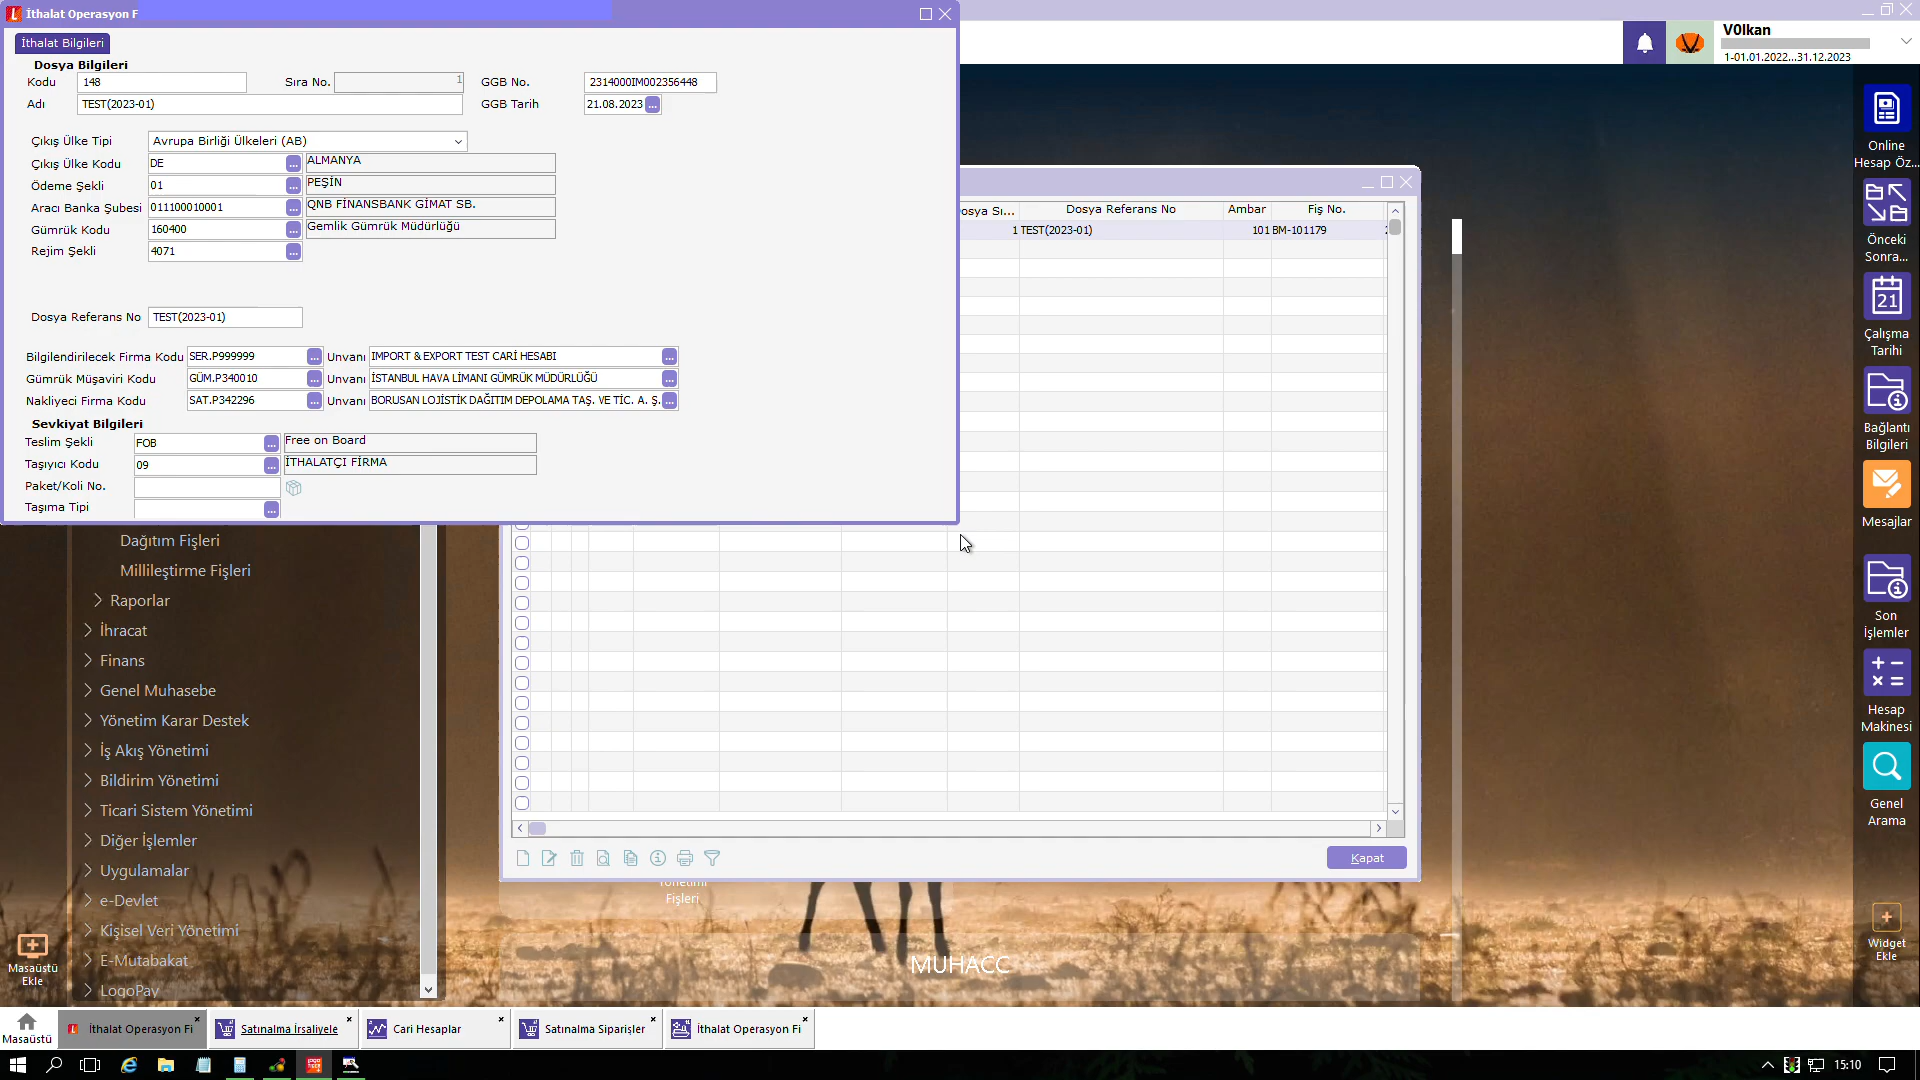 İthalat Operasyon F
İthalat Bilgileri
Dosya Bilgileri
Kodu 148 Sıra No. 1 GGB No. 2314000IM002356448
Adı TEST(2023-01) GGB Tarih 21.08.2023
Çıkış Ülke Tipi Avrupa Birliği Ülkeleri (AB)
Çıkış Ülke Kodu DE ALMANYA
Ödeme Şekli 01 PEŞİN
Aracı Banka Şubesi 011100010001 QNB FİNANSBANK GİMAT SB.
Gümrük Kodu 160400 Gemlik Gümrük Müdürlüğü
Rejim Şekli 4071
Dosya Referans No TEST(2023-01)
Bilgilendirilecek Firma Kodu SER.P999999 Unvanı IMPORT & EXPORT TEST CARİ HESABI
Gümrük Müşaviri Kodu GÜM.P340010 Unvanı İSTANBUL HAVA LİMANI GÜMRÜK MÜDÜRLÜĞÜ
Nakliyeci Firma Kodu SAT.P342296 Unvanı BORUSAN LOJİSTİK DAĞITIM DEPOLAMA TAŞ. VE TİC. A. Ş.
Sevkiyat Bilgileri
Teslim Şekli FOB Free on Board
Taşıyıcı Kodu 09 İTHALATÇI FİRMA
Paket/Koli No.
Taşıma Tipi
V0lkan
1-01.01.2022...31.12.2023
osya Sı... Dosya Referans No Ambar Fiş No.
1 TEST(2023-01) 101 BM-101179
Kapat
Dağıtım Fişleri
Millileştirme Fişleri
Raporlar
İhracat
Finans
Genel Muhasebe
Yönetim Karar Destek
İş Akış Yönetimi
Bildirim Yönetimi
Ticari Sistem Yönetimi
Diğer İşlemler
Uygulamalar
e-Devlet
Kişisel Veri Yönetimi
E-Mutabakat
LogoPay
Masaüstü
Ekle
Yönetimi
Fişleri
MUHACC
Online
Hesap Öz...
Önceki
Sonra...
21
Çalışma
Tarihi
Bağlantı
Bilgileri
Mesajlar
Son
İşlemler
Hesap
Makinesi
Genel
Arama
Widget
Ekle
Masaüstü
İthalat Operasyon Fi
Satınalma İrsaliyele
Cari Hesaplar
Satınalma Siparişler
İthalat Operasyon Fi
15:10